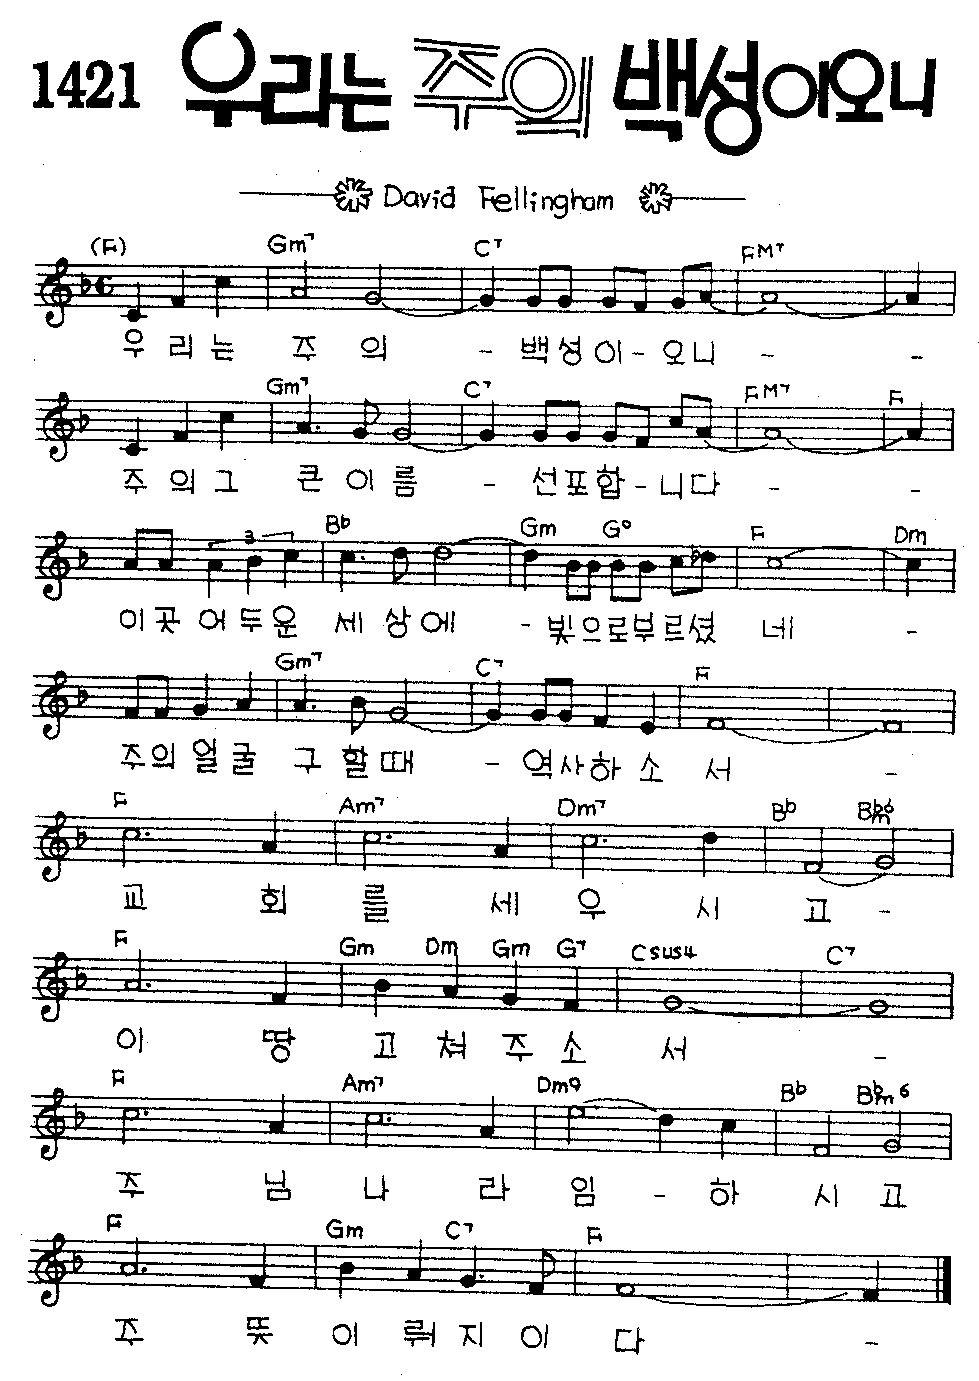 1421 우리는 주의 백성이오니
David Fellingham
(F) Gm7 C7 FM7
우 리 는 주 의 - 백 성 이 - 오 니 - -
Gm7 C7 FM7 F
주 의 그 큰 이 름 - 선 포 합 - 니 다 - -
3 Bb Gm G° F Dm
이 곳 어 두 운 세 상 에 - 빛 으 로 부 르 셨 네 -
Gm7 C7 F
주 의 얼 굴 구 할 때 - 역 사 하 소 서 -
F Am7 Dm7 Bb Bbm6
교 회 를 세 우 시 고 -
F Gm Dm Gm G7 Csus4 C7
이 땅 고 쳐 주 소 서 -
F Am7 Dm9 Bb Bbm6
주 님 나 라 임 - 하 시 고
F Gm C7 F
주 뜻 이 뤄 지 이 다 -